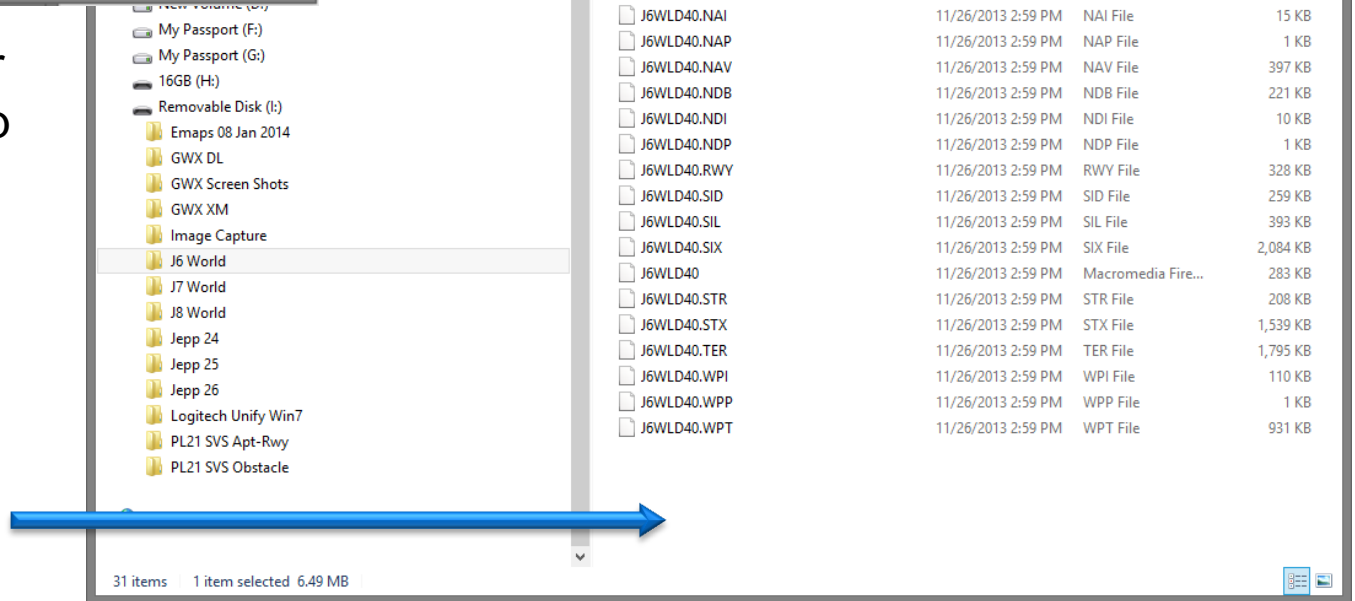 New Volume (D:)
My Passport (F:)
My Passport (G:)
16GB (H:)
Removable Disk (I:)
Emaps 08 Jan 2014
GWX DL
GWX Screen Shots
GWX XM
Image Capture
J6 World
J7 World
J8 World
Jepp 24
Jepp 25
Jepp 26
Logitech Unify Win7
PL21 SVS Apt-Rwy
PL21 SVS Obstacle
J6WLD40.NAI 11/26/2013 2:59 PM NAI File 15 KB
J6WLD40.NAP 11/26/2013 2:59 PM NAP File 1 KB
J6WLD40.NAV 11/26/2013 2:59 PM NAV File 397 KB
J6WLD40.NDB 11/26/2013 2:59 PM NDB File 221 KB
J6WLD40.NDI 11/26/2013 2:59 PM NDI File 10 KB
J6WLD40.NDP 11/26/2013 2:59 PM NDP File 1 KB
J6WLD40.RWY 11/26/2013 2:59 PM RWY File 328 KB
J6WLD40.SID 11/26/2013 2:59 PM SID File 259 KB
J6WLD40.SIL 11/26/2013 2:59 PM SIL File 393 KB
J6WLD40.SIX 11/26/2013 2:59 PM SIX File 2,084 KB
J6WLD40 11/26/2013 2:59 PM Macromedia Fire... 283 KB
J6WLD40.STR 11/26/2013 2:59 PM STR File 208 KB
J6WLD40.STX 11/26/2013 2:59 PM STX File 1,539 KB
J6WLD40.TER 11/26/2013 2:59 PM TER File 1,795 KB
J6WLD40.WPI 11/26/2013 2:59 PM WPI File 110 KB
J6WLD40.WPP 11/26/2013 2:59 PM WPP File 1 KB
J6WLD40.WPT 11/26/2013 2:59 PM WPT File 931 KB
31 items 1 item selected 6.49 MB